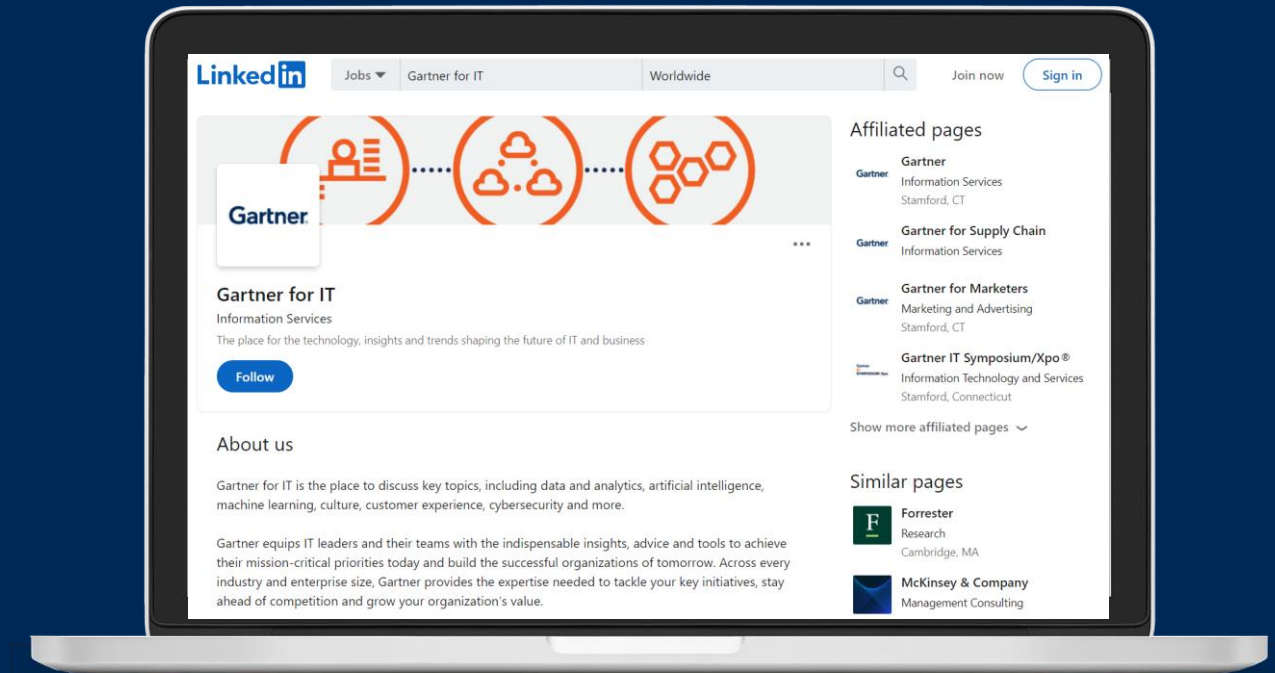 LinkedIn
Jobs
Gartner for IT
Worldwide
Join now
Sign in
Gartner
Gartner for IT
Information Services
The place for the technology, insights and trends shaping the future of IT and business
Follow
About us
Gartner for IT is the place to discuss key topics, including data and analytics, artificial intelligence,
machine learning, culture, customer experience, cybersecurity and more.
Gartner equips IT leaders and their teams with the indispensable insights, advice and tools to achieve
their mission-critical priorities today and build the successful organizations of tomorrow. Across every
industry and enterprise size, Gartner provides the expertise needed to tackle your key initiatives, stay
ahead of competition and grow your organization's value.
Affiliated pages
Gartner
Gartner
Information Services
Stamford, CT
Gartner
Gartner for Supply Chain
Information Services
Gartner
Gartner for Marketers
Marketing and Advertising
Stamford, CT
Gartner IT Symposium/Xpo®
Information Technology and Services
Stamford, Connecticut
Show more affiliated pages
Similar pages
F
Forrester
Research
Cambridge, MA
McKinsey & Company
Management Consulting